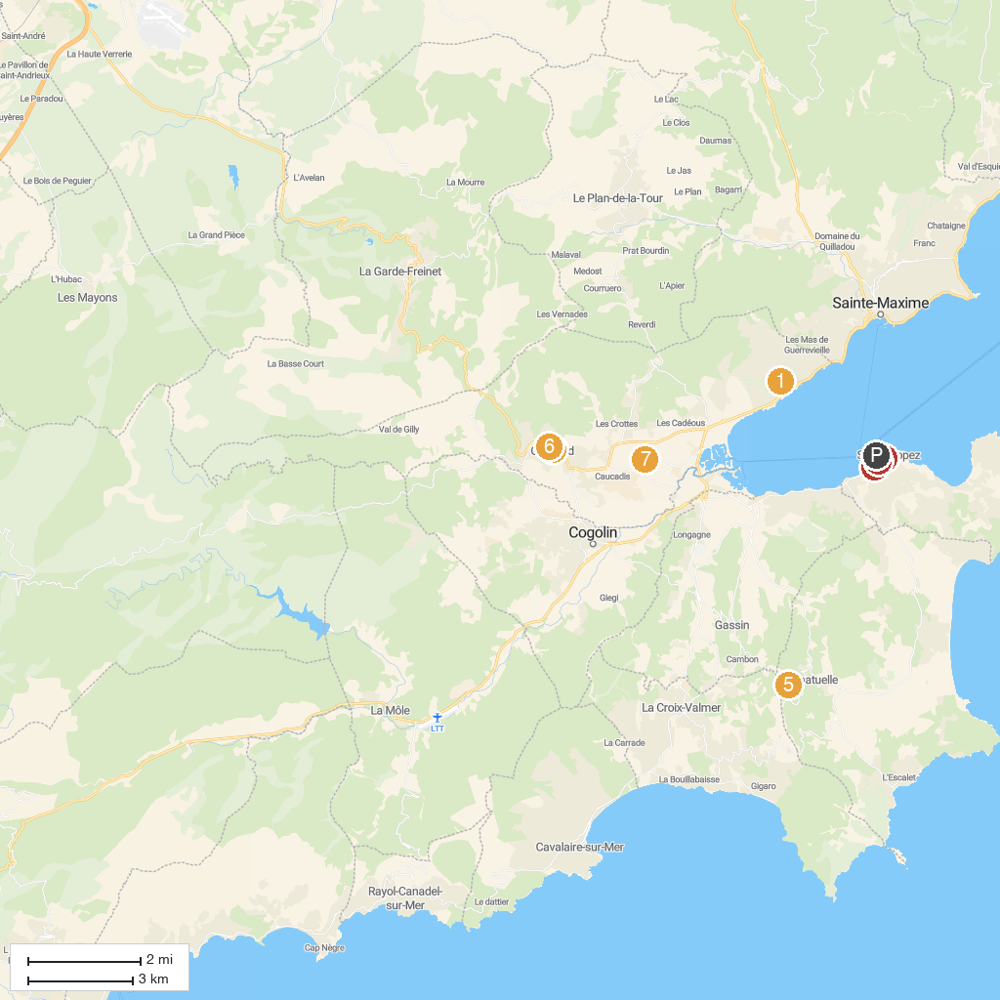 Saint-André
La Haute Verrerie
Le Pavillon de
Saint-Andrieux
Le Paradou
Le Lac
Le Clos
Daumas
Val d'Esquie
Le Bois de Peguier
L'Avelan
La Mourre
Le Jas
Le Plan
Bagarri
Le Plan-de-la-Tour
Chataigne
La Grand Pièce
Domaine du
Quilladou
Franc
Malaval
Prat Bourdin
La Garde-Freinet
Medost
L'Hubac
Courruero
L'Apier
Les Mayons
Sainte-Maxime
Les Vernades
Reverdi
Les Mas de
Guerrevieille
La Basse Court
1
Val de Gilly
Les Crottes
Les Cadéous
6
7
P
Caucadis
Cogolin
Longagne
Glegi
Gassin
Cambon
5
La Croix-Valmer
La Môle
LTT
La Carrade
La Bouillabaisse
Gigaro
L'Escalet
Cavalaire-sur-Mer
Rayol-Canadel-
sur-Mer
Le dattier
Cap Nègre
2 mi
3 km